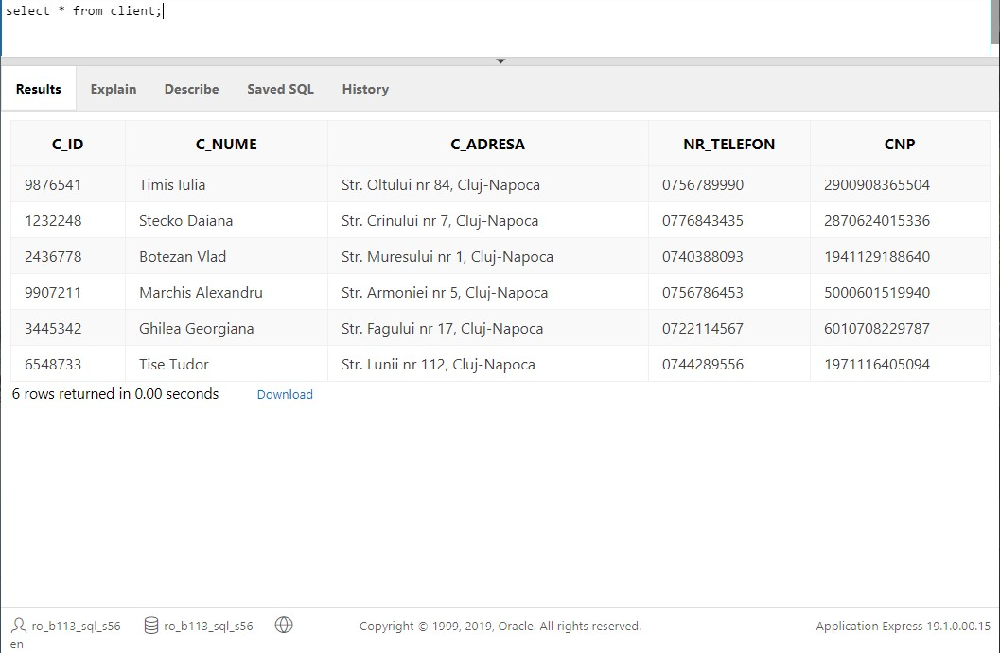 select * from client;
Results Explain Describe Saved SQL History
C_ID C_NUME C_ADRESA NR_TELEFON CNP
9876541 Timis Iulia Str. Oltului nr 84, Cluj-Napoca 0756789990 2900908365504
1232248 Stecko Daiana Str. Crinului nr 7, Cluj-Napoca 0776843435 2870624015336
2436778 Botezan Vlad Str. Muresului nr 1, Cluj-Napoca 0740388093 1941129188640
9907211 Marchis Alexandru Str. Armoniei nr 5, Cluj-Napoca 0756786453 5000601519940
3445342 Ghilea Georgiana Str. Fagului nr 17, Cluj-Napoca 0722114567 6010708229787
6548733 Tise Tudor Str. Lunii nr 112, Cluj-Napoca 0744289556 1971116405094
6 rows returned in 0.00 seconds Download
ro_b113_sql_s56 ro_b113_sql_s56 Copyright © 1999, 2019, Oracle. All rights reserved. Application Express 19.1.0.00.15
en